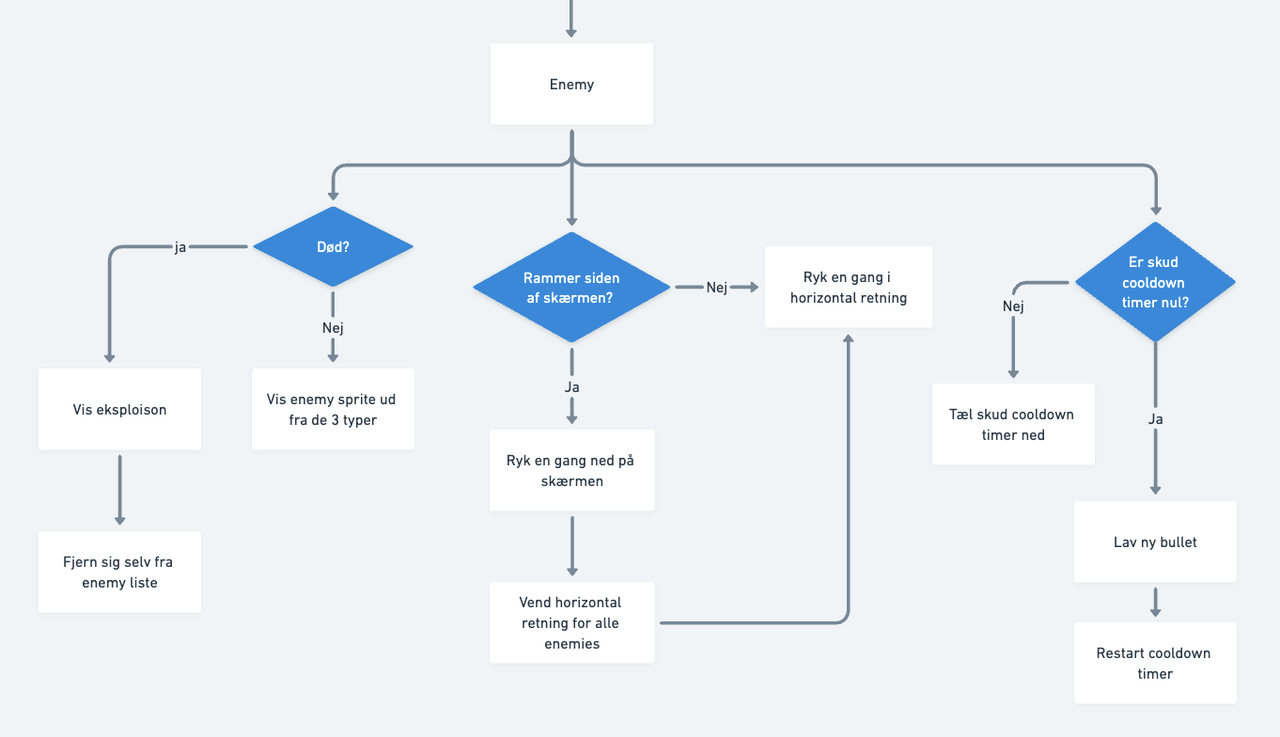 Enemy
Død?
ja
Nej
Vis eksploison
Fjern sig selv fra
enemy liste
Vis enemy sprite ud
fra de 3 typer
Rammer siden
af skærmen?
Nej
Ryk en gang i
horizontal retning
Ja
Ryk en gang ned på
skærmen
Vend horizontal
retning for alle
enemies
Er skud
cooldown
timer nul?
Nej
Tæl skud cooldown
timer ned
Ja
Lav ny bullet
Restart cooldown
timer